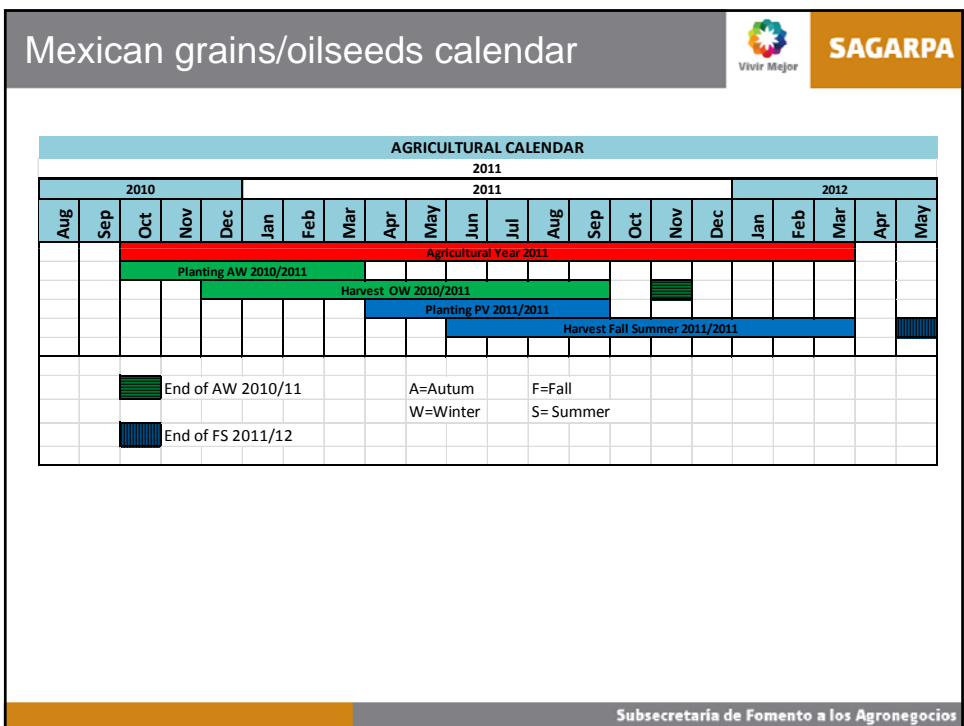 Mexican grains/oilseeds calendar
Vivir Mejor
SAGARPA
AGRICULTURAL CALENDAR
2011
2010 2011 2012
Aug Sep Oct Nov Dec Jan Feb Mar Apr May Jun Jul Aug Sep Oct Nov Dec Jan Feb Mar Apr May
Agricultural Year 2011
Planting AW 2010/2011
Harvest OW 2010/2011
Planting PV 2011/2011
Harvest Fall Summer 2011/2011
End of AW 2010/11 A=Autum F=Fall
W=Winter S= Summer
End of FS 2011/12
Subsecretaría de Fomento a los Agronegocios